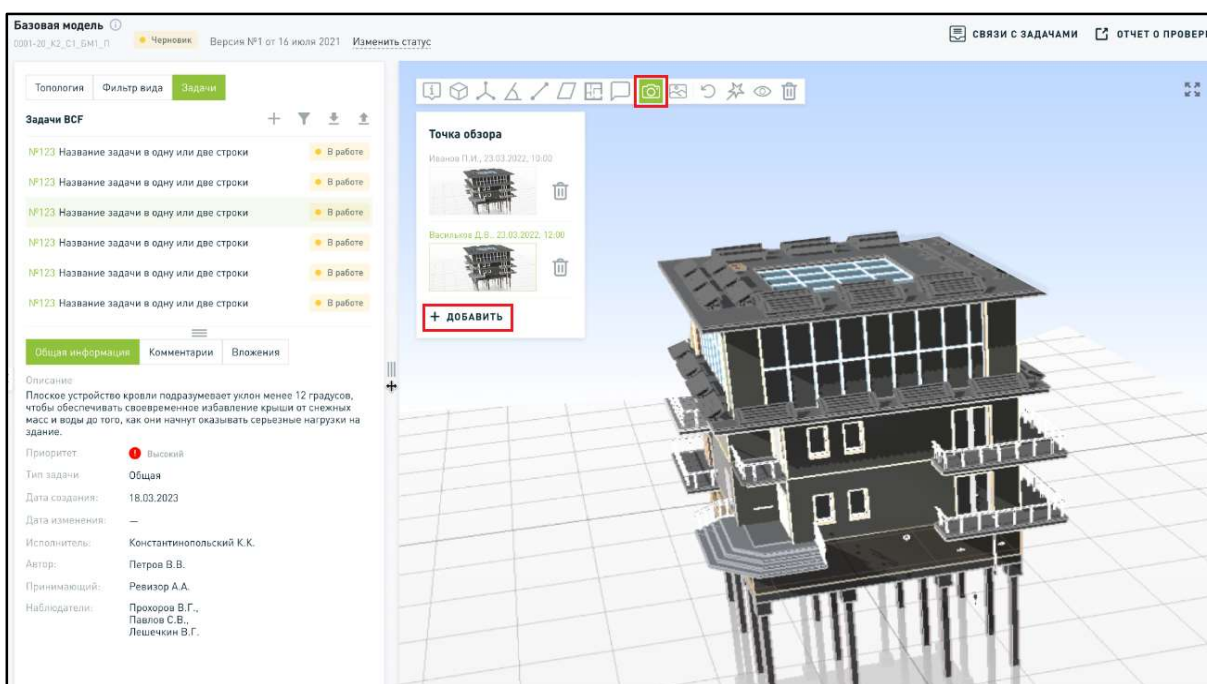 Базовая модель
0001-20_К2_С1_БМ1_П
Черновик
Версия №1 от 16 июля 2021
Изменить статус
СВЯЗИ С ЗАДАЧАМИ
ОТЧЕТ О ПРОВЕР
Топология
Фильтр вида
Задачи
Задачи BCF
№123 Название задачи в одну или две строки
В работе
№123 Название задачи в одну или две строки
В работе
№123 Название задачи в одну или две строки
В работе
№123 Название задачи в одну или две строки
В работе
№123 Название задачи в одну или две строки
В работе
№123 Название задачи в одну или две строки
В работе
Общая информация
Комментарии
Вложения
Описание
Плоское устройство кровли подразумевает уклон менее 12 градусов,
чтобы обеспечивать своевременное избавление крыши от снежных
масс и воды до того, как они начнут оказывать серьезные нагрузки на
здание.
Приоритет:
Высокий
Тип задачи:
Общая
Дата создания:
18.03.2023
Дата изменения:
—
Исполнитель:
Константинопольский К.К.
Автор:
Петров В.В.
Принимающий:
Ревизор А.А.
Наблюдатели:
Прохоров В.Г.,
Павлов С.В.,
Лешечкин В.Г.
Точка обзора
Иванов П.И., 23.03.2022, 10:00
Васильков Д.В., 23.03.2022, 12:00
+ ДОБАВИТЬ